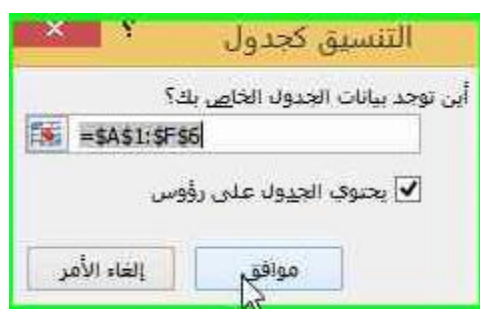 التنسيق كجدول ؟
أين توجد بيانات الجدول الخاص بك؟
=$A$1:$F$6
يحتوي الجدول على رؤوس
موافق إلغاء الأمر